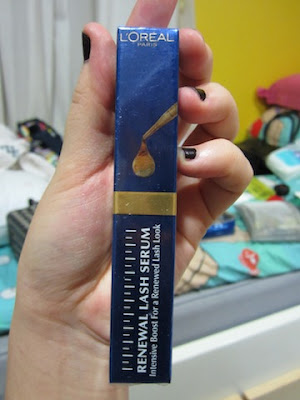 L'ORÉAL
PARIS
RENEWAL LASH SERUM
Intensive Boost For a Renewed Lash Look